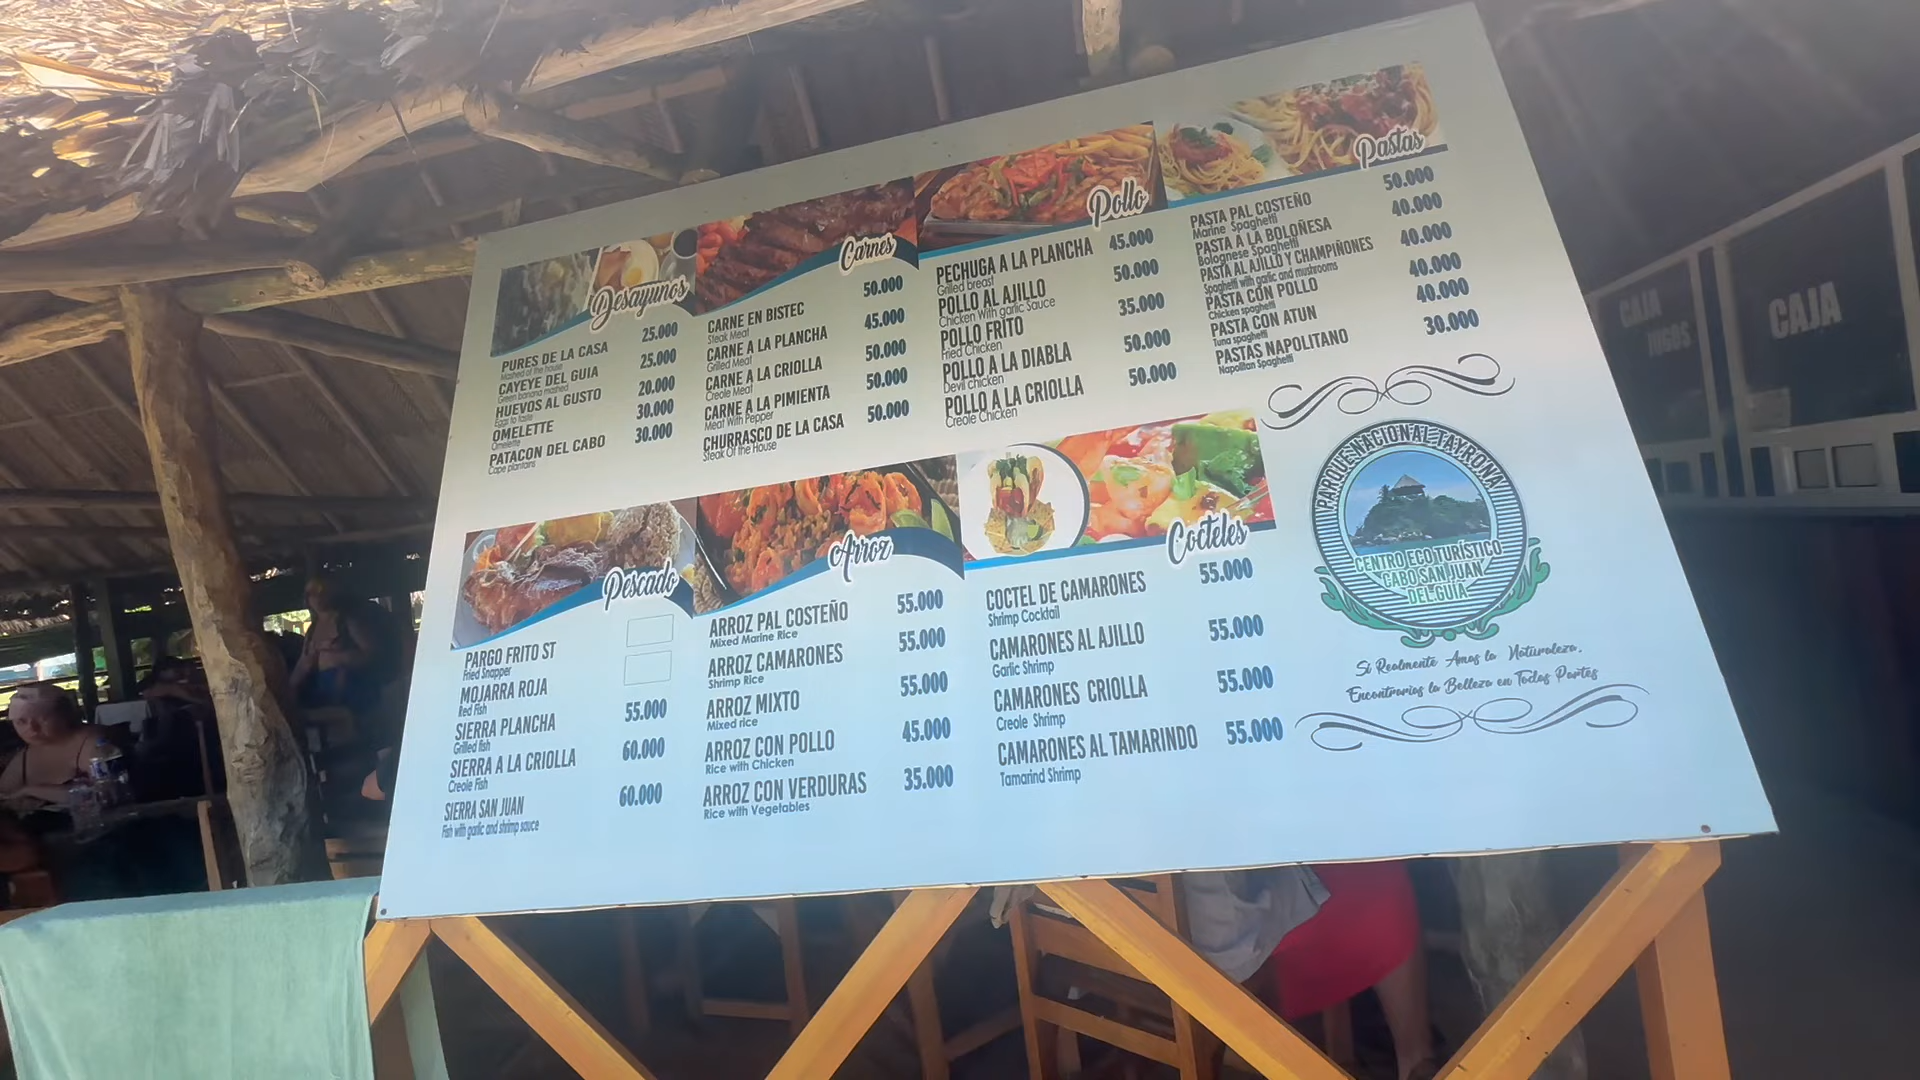 Desayunos
PURES DE LA CASA 25.000
Mashed of the house
CAYEYE DEL GUIA 25.000
Green banana mashed
HUEVOS AL GUSTO 20.000
Eggs to taste
OMELETTE 30.000
Omelette
PATACON DEL CABO 30.000
Cape plantains
Carnes
CARNE EN BISTEC 50.000
Steak Meat
CARNE A LA PLANCHA 45.000
Grilled Meat
CARNE A LA CRIOLLA 50.000
Creole Meat
CARNE A LA PIMIENTA 50.000
Meat With Pepper
CHURRASCO DE LA CASA 50.000
Steak Of the House
Pollo
PECHUGA A LA PLANCHA 45.000
Grilled breast
POLLO AL AJILLO 50.000
Chicken With garlic Sauce
POLLO FRITO 35.000
Fried Chicken
POLLO A LA DIABLA 50.000
Devil chicken
POLLO A LA CRIOLLA 50.000
Creole Chicken
Pastas
PASTA PAL COSTEÑO 50.000
Marine Spaghetti
PASTA A LA BOLOÑESA 40.000
Bolognese Spaghetti
PASTA AL AJILLO Y CHAMPIÑONES 40.000
Spaghetti with garlic and mushrooms
PASTA CON POLLO 40.000
Chicken spaghetti
PASTA CON ATUN 40.000
Tuna spaghetti
PASTAS NAPOLITANO 30.000
Napolitan Spaghetti
Pescado
PARGO FRITO ST
Fried Snapper
MOJARRA ROJA
Red Fish
SIERRA PLANCHA 55.000
Grilled fish
SIERRA A LA CRIOLLA 60.000
Creole Fish
SIERRA SAN JUAN 60.000
Fish with garlic and shrimp sauce
Arroz
ARROZ PAL COSTEÑO 55.000
Mixed Marine Rice
ARROZ CAMARONES 55.000
Shrimp Rice
ARROZ MIXTO 55.000
Mixed rice
ARROZ CON POLLO 45.000
Rice with Chicken
ARROZ CON VERDURAS 35.000
Rice with Vegetables
Cocteles
COCTEL DE CAMARONES 55.000
Shrimp Cocktail
CAMARONES AL AJILLO 55.000
Garlic Shrimp
CAMARONES CRIOLLA 55.000
Creole Shrimp
CAMARONES AL TAMARINDO 55.000
Tamarind Shrimp
PARQUE NACIONAL TAYRONA
CENTRO ECO TURÍSTICO
CABO SAN JUAN
DEL GUIA
Si Realmente Amas la Naturaleza,
Encontrarias la Belleza en Todas Partes
CAJA
JUGOS
CAJA